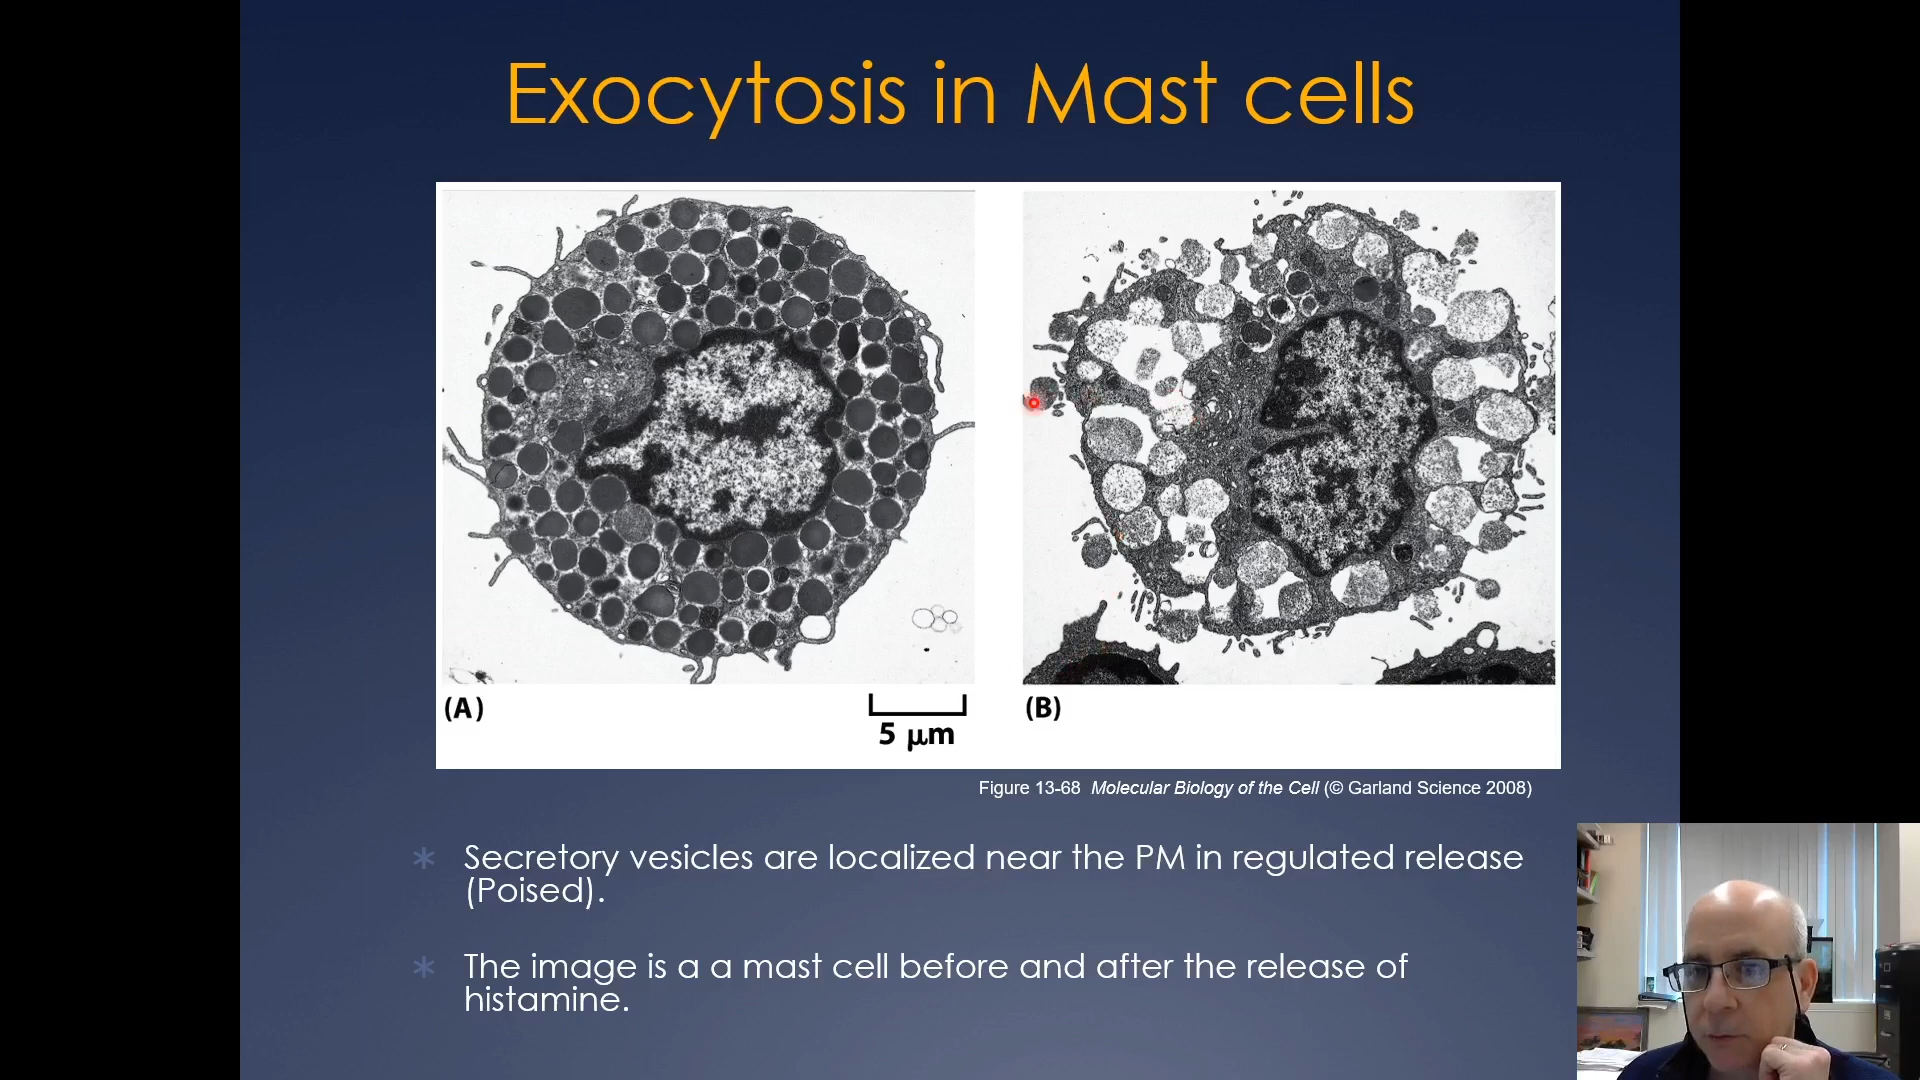 Exocytosis in Mast cells
(A)
5 μm
(B)
Figure 13-68 Molecular Biology of the Cell (© Garland Science 2008)
* Secretory vesicles are localized near the PM in regulated release
(Poised).
* The image is a a mast cell before and after the release of
histamine.